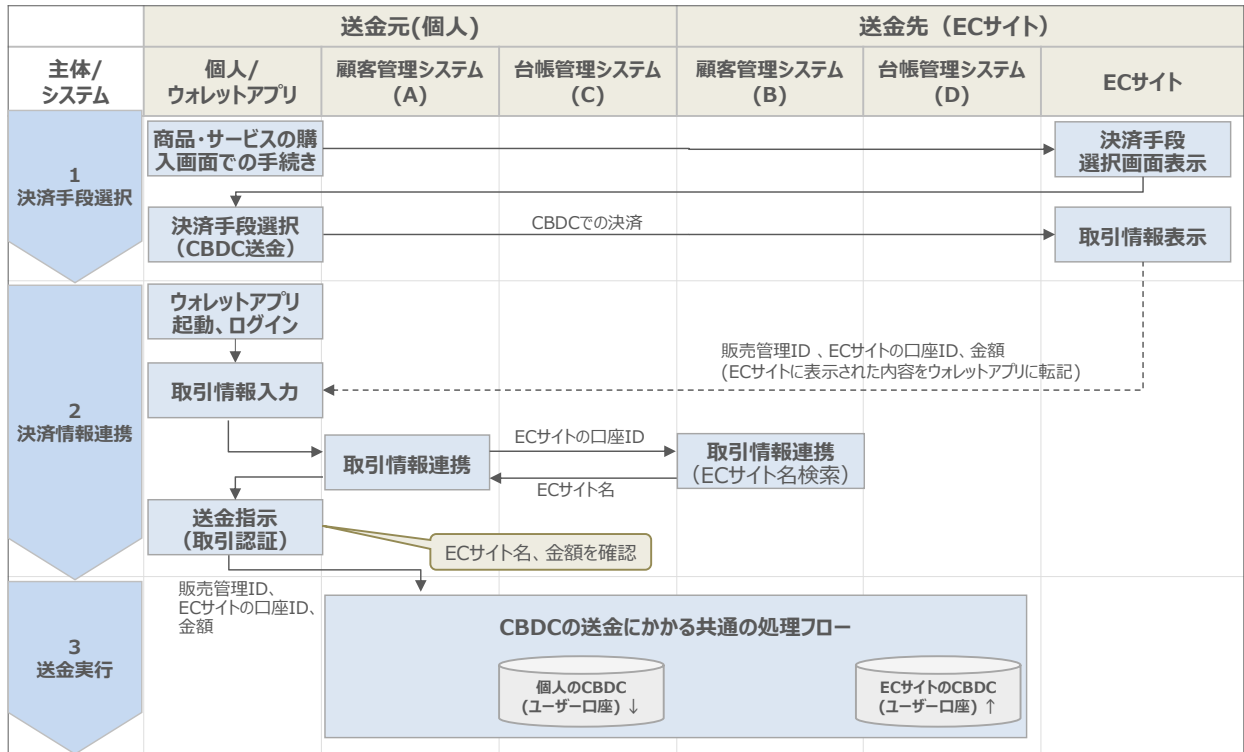 送金元(個人)
送金先（ECサイト）
主体/
システム
個人/
ウォレットアプリ
顧客管理システム
(A)
台帳管理システム
(C)
顧客管理システム
(B)
台帳管理システム
(D)
ECサイト
1
決済手段選択
商品・サービスの購
入画面での手続き
決済手段
選択画面表示
決済手段選択
（CBDC送金）
CBDCでの決済
取引情報表示
2
決済情報連携
ウォレットアプリ
起動、ログイン
販売管理ID 、ECサイトの口座ID、金額
(ECサイトに表示された内容をウォレットアプリに転記)
取引情報入力
取引情報連携
ECサイトの口座ID
ECサイト名
取引情報連携
（ECサイト名検索）
送金指示
（取引認証）
ECサイト名、金額を確認
3
送金実行
販売管理ID、
ECサイトの口座ID、
金額
CBDCの送金にかかる共通の処理フロー
個人のCBDC
(ユーザー口座) ↓
ECサイトのCBDC
(ユーザー口座) ↑